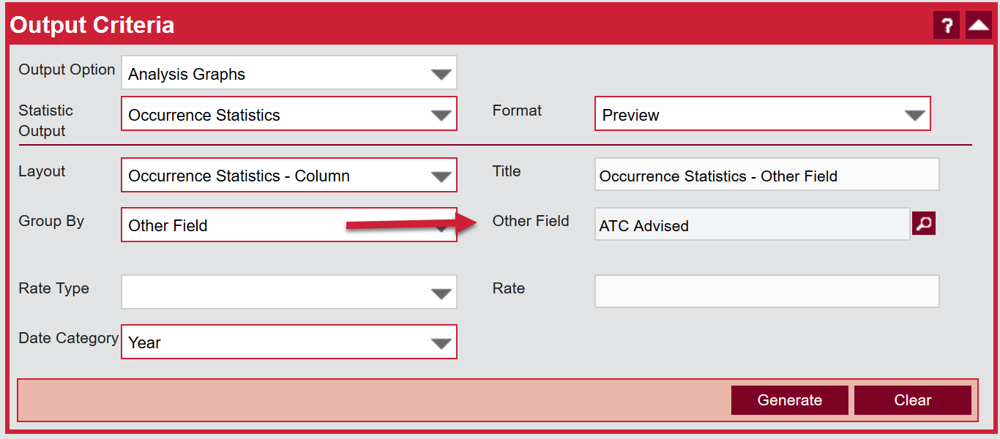 Output Criteria
?
Output Option
Analysis Graphs
Statistic
Output
Occurrence Statistics
Format
Preview
Layout
Occurrence Statistics - Column
Title
Occurrence Statistics - Other Field
Group By
Other Field
Other Field
ATC Advised
Rate Type
Rate
Date Category
Year
Generate
Clear